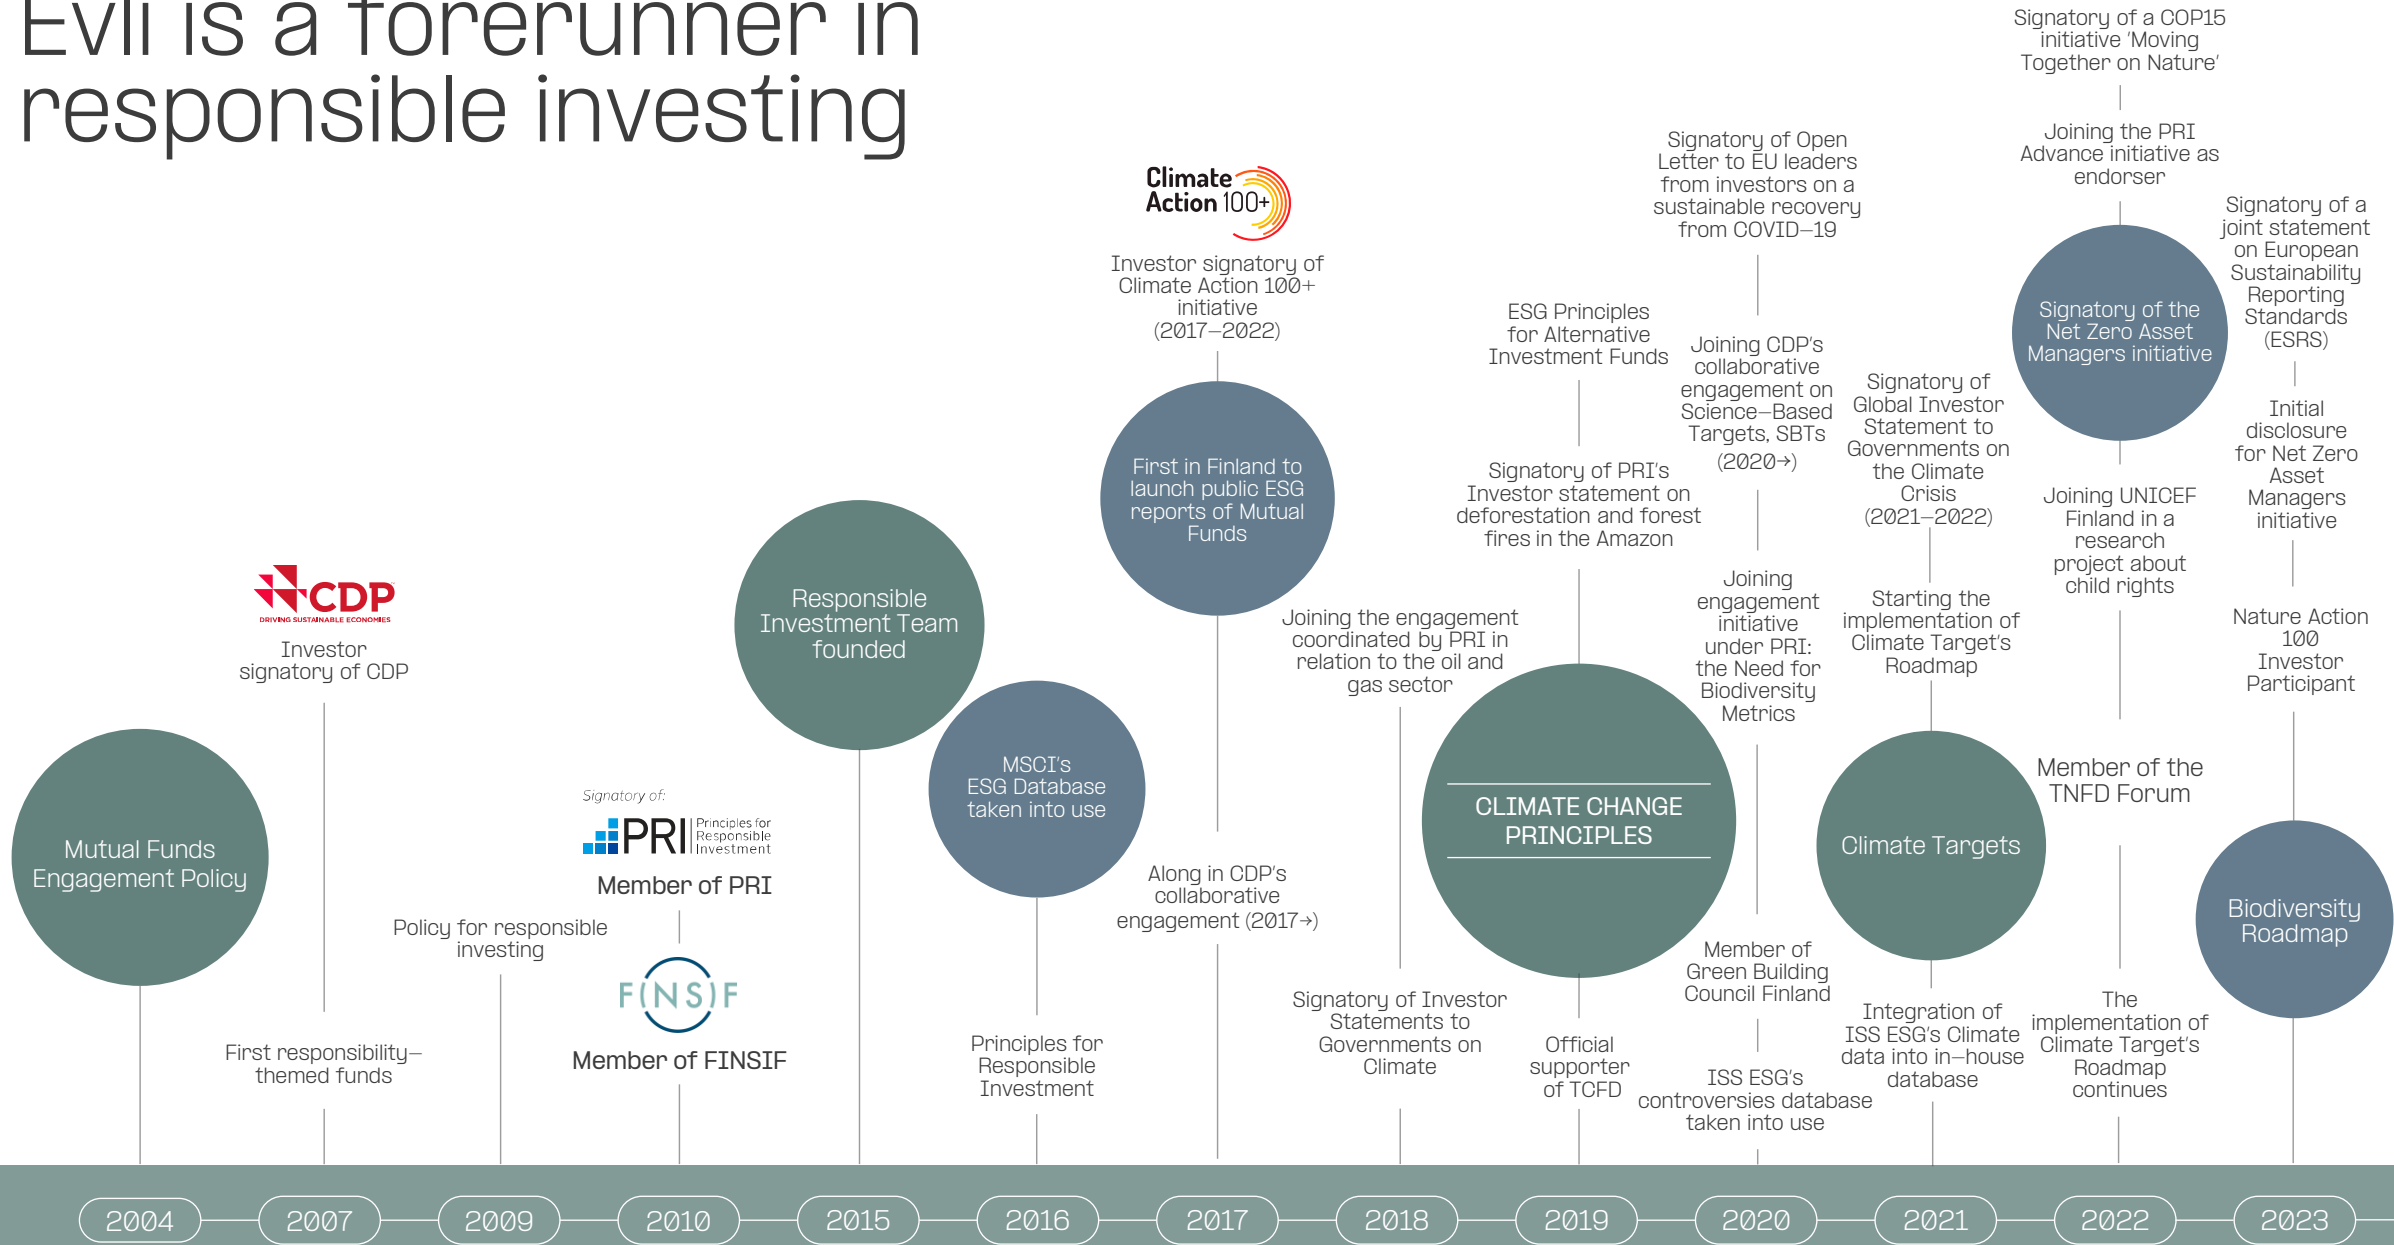 Evli is a forerunner in
responsible investing
Mutual Funds
Engagement Policy
CDP
DRIVING SUSTAINABLE ECONOMIES
Investor
signatory of CDP
First responsibility–
themed funds
Policy for responsible
investing
Signatory of:
PRI
Principles for
Responsible
Investment
Member of PRI
F(NS)F
Member of FINSIF
Responsible
Investment Team
founded
MSCI's
ESG Database
taken into use
Principles for
Responsible
Investment
Climate
Action 100+
Investor signatory of
Climate Action 100+
initiative
(2017–2022)
First in Finland to
launch public ESG
reports of Mutual
Funds
Along in CDP's
collaborative
engagement (2017→)
Joining the engagement
coordinated by PRI in
relation to the oil and
gas sector
Signatory of Investor
Statements to
Governments on
Climate
ESG Principles
for Alternative
Investment Funds
Signatory of PRI's
Investor statement on
deforestation and forest
fires in the Amazon
CLIMATE CHANGE
PRINCIPLES
Official
supporter
of TCFD
Signatory of Open
Letter to EU leaders
from investors on a
sustainable recovery
from COVID–19
Joining CDP's
collaborative
engagement on
Science–Based
Targets, SBTs
(2020→)
Joining
engagement
initiative
under PRI:
the Need for
Biodiversity
Metrics
Member of
Green Building
Council Finland
ISS ESG's
controversies database
taken into use
Signatory of
Global Investor
Statement to
Governments on
the Climate
Crisis
(2021–2022)
Starting the
implementation of
Climate Target's
Roadmap
Climate Targets
Integration of
ISS ESG's Climate
data into in–house
database
Signatory of a COP15
initiative 'Moving
Together on Nature'
Joining the PRI
Advance initiative as
endorser
Signatory of the
Net Zero Asset
Managers initiative
Joining UNICEF
Finland in a
research
project about
child rights
Member of the
TNFD Forum
The
implementation of
Climate Target's
Roadmap
continues
Signatory of a
joint statement
on European
Sustainability
Reporting
Standards
(ESRS)
Initial
disclosure
for Net Zero
Asset
Managers
initiative
Nature Action
100
Investor
Participant
Biodiversity
Roadmap
2004
2007
2009
2010
2015
2016
2017
2018
2019
2020
2021
2022
2023